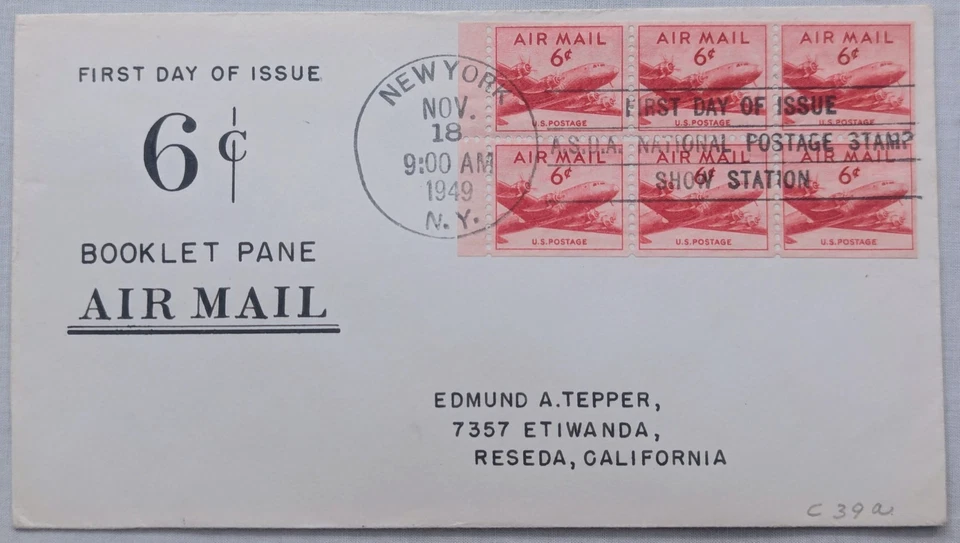 FIRST DAY OF ISSUE
6¢
BOOKLET PANE
AIR MAIL
NEW YORK
NOV.
18
9:00 AM
1949
N.Y.
AIR MAIL
6¢
U.S. POSTAGE
AIR MAIL
6¢
U.S. POSTAGE
AIR MAIL
6¢
U.S. POSTAGE
AIR MAIL
6¢
U.S. POSTAGE
AIR MAIL
6¢
U.S. POSTAGE
AIR MAIL
6¢
U.S. POSTAGE
FIRST DAY OF ISSUE
A.S.D.A. NATIONAL POSTAGE STAMP
SHOW STATION
EDMUND A.TEPPER,
7357 ETIWANDA,
RESEDA, CALIFORNIA
C 39a